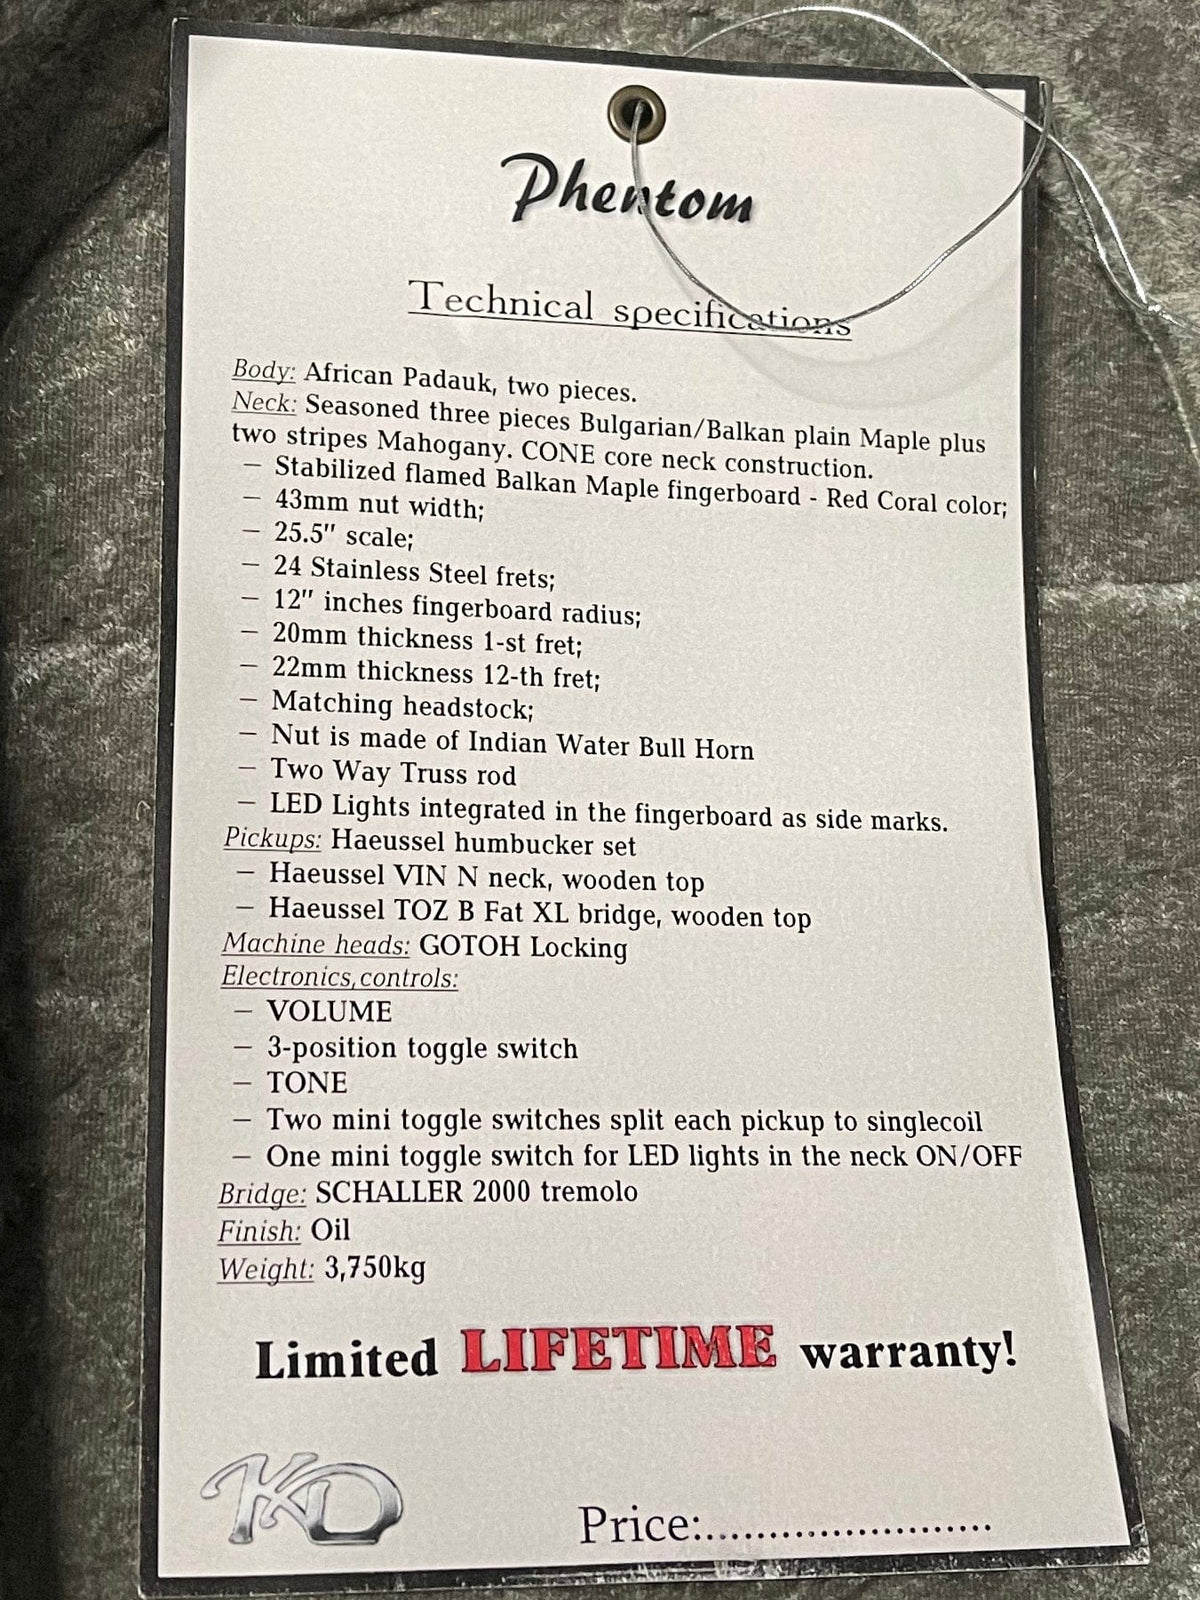 Phentom
Technical specifications
Body: African Padauk, two pieces.
Neck: Seasoned three pieces Bulgarian/Balkan plain Maple plus
two stripes Mahogany. CONE core neck construction.
– Stabilized flamed Balkan Maple fingerboard - Red Coral color;
– 43mm nut width;
– 25.5" scale;
– 24 Stainless Steel frets;
– 12" inches fingerboard radius;
– 20mm thickness 1-st fret;
– 22mm thickness 12-th fret;
– Matching headstock;
– Nut is made of Indian Water Bull Horn
– Two Way Truss rod
– LED Lights integrated in the fingerboard as side marks.
Pickups: Haeussel humbucker set
– Haeussel VIN N neck, wooden top
– Haeussel TOZ B Fat XL bridge, wooden top
Machine heads: GOTOH Locking
Electronics,controls:
– VOLUME
– 3-position toggle switch
– TONE
– Two mini toggle switches split each pickup to singlecoil
– One mini toggle switch for LED lights in the neck ON/OFF
Bridge: SCHALLER 2000 tremolo
Finish: Oil
Weight: 3,750kg
Limited LIFETIME warranty!
KD
Price:........................